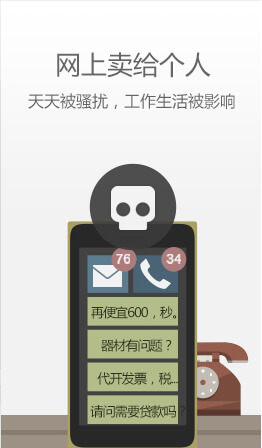 网上卖给个人
天天被骚扰，工作生活被影响
76
34
再便宜600，秒。
器材有问题？
代开发票，税...
请问需要贷款吗？